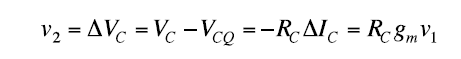 v₂ = ΔV_C = V_C − V_CQ = −R_C ΔI_C = R_C g_m v₁